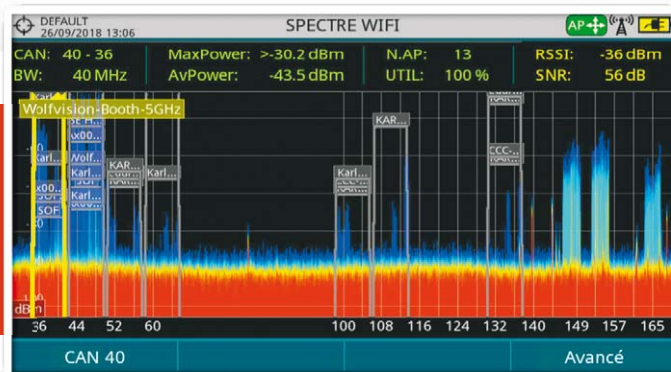 DEFAULT
26/09/2018 13:06
SPECTRE WIFI
AP
CAN: 40 - 36
MaxPower: >-30.2 dBm
N.AP: 13
RSSI: -36 dBm
BW: 40 MHz
AvPower: -43.5 dBm
UTIL: 100 %
SNR: 56 dB
Wolfvision-Booth-5GHz
KAR...
Karl...
Wolf...
Karl...
KAR...
Karl...
Karl...
CCC-...
SOF
Karl...
dBm
36 44 52 60 100 108 116 124 132 140 149 157 165
CAN 40
Avancé